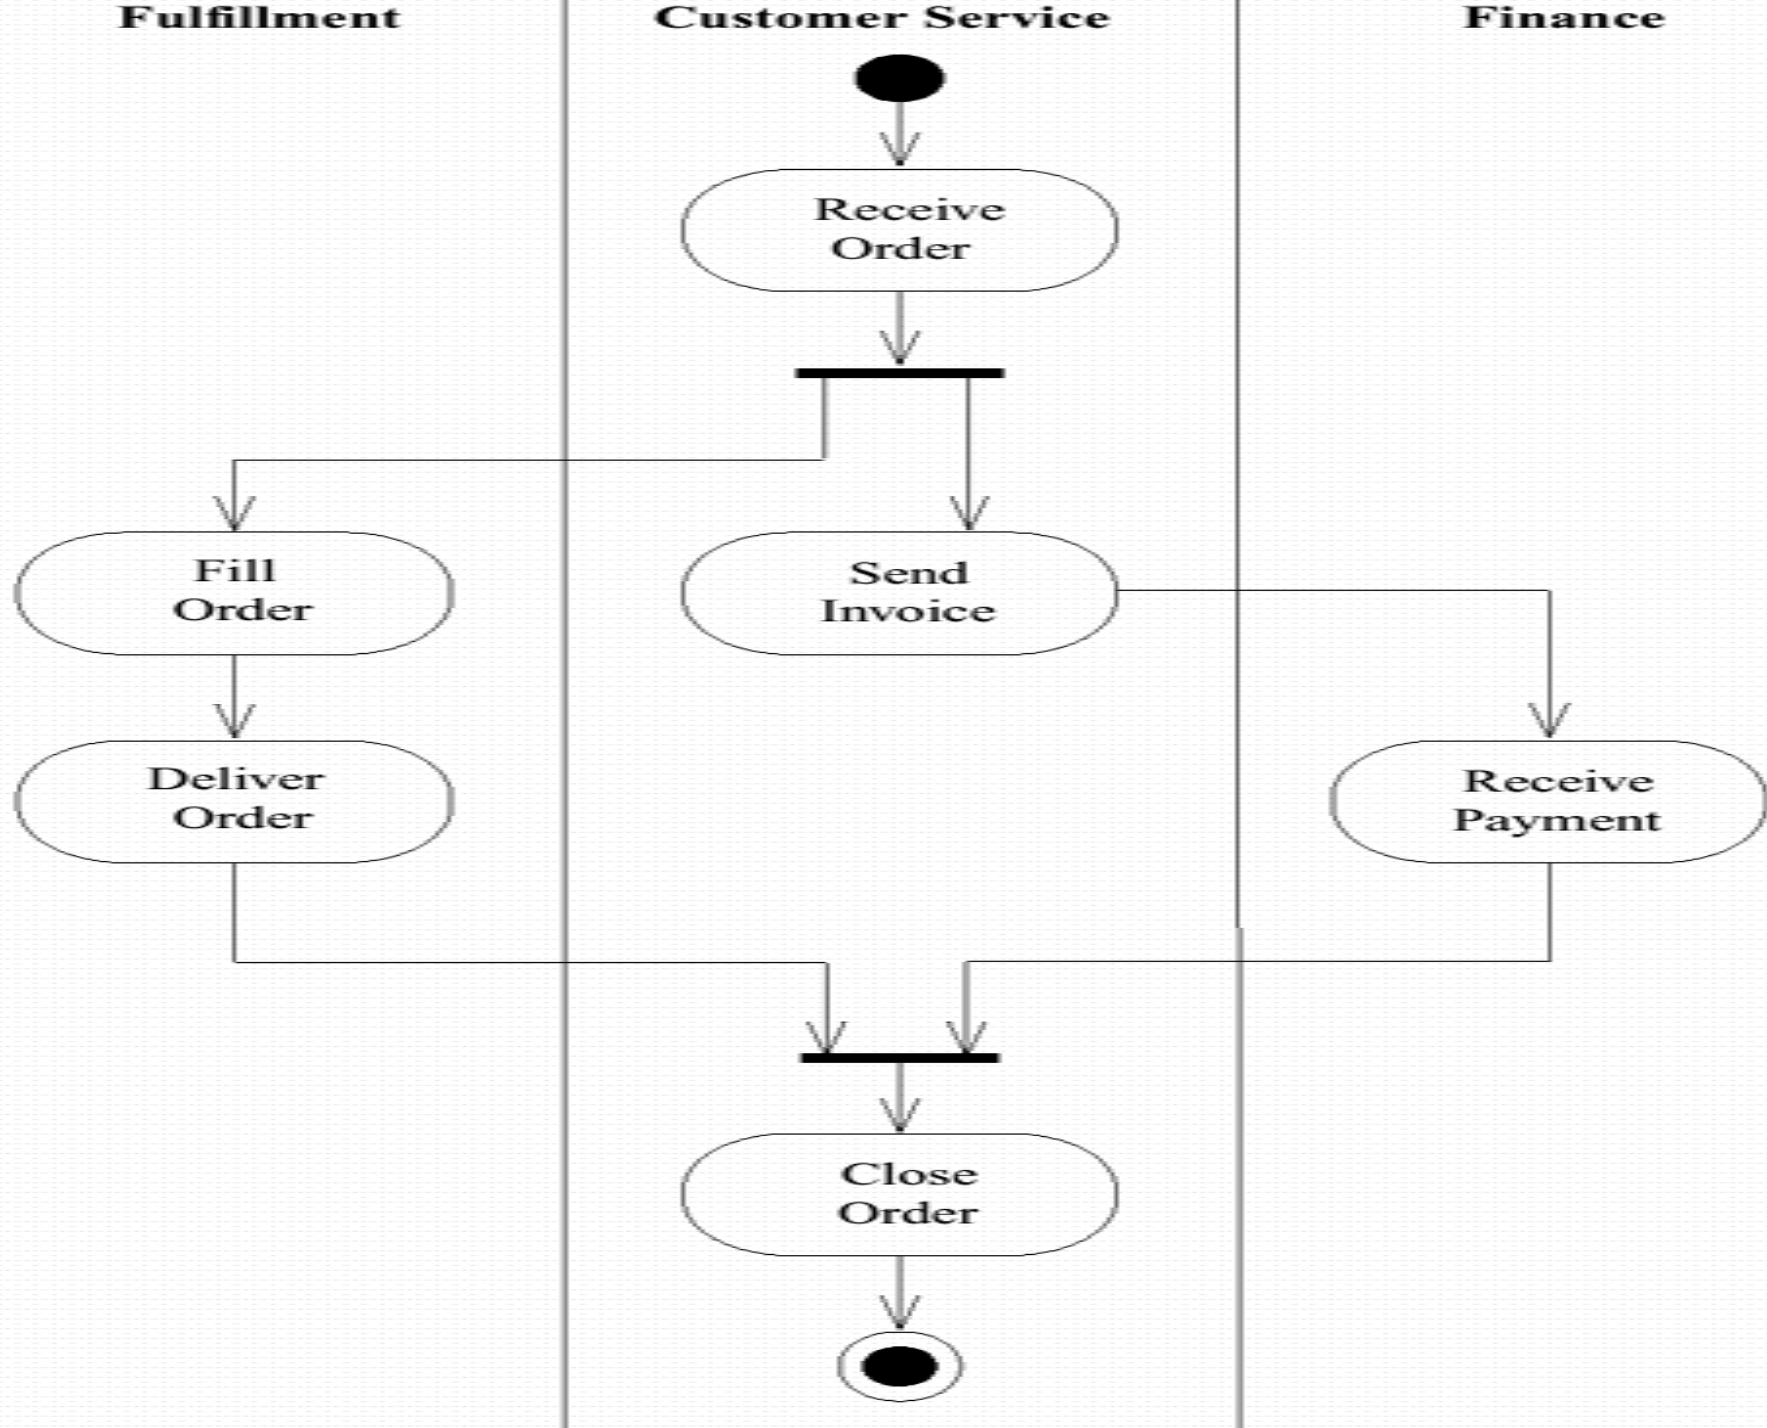 Fulfillment
Customer Service
Finance
Receive
Order
Fill
Order
Send
Invoice
Deliver
Order
Receive
Payment
Close
Order